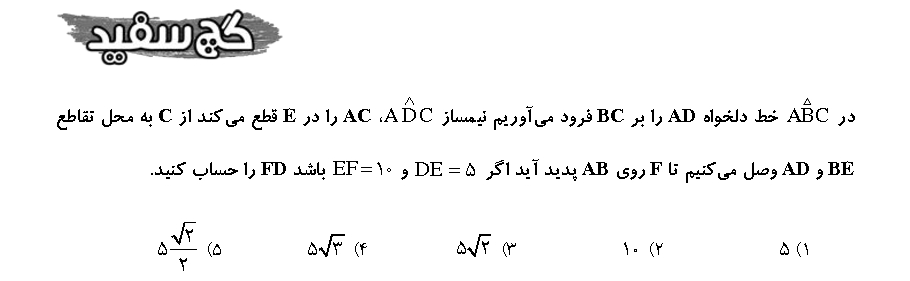 گچ سفید
در ABC△ خط دلخواه AD را بر BC فرود می‌آوریم نیمساز ADC^، AC را در E قطع می‌کند از C به محل تقاطع
BE و AD وصل می‌کنیم تا F روی AB پدید آید اگر DE = ۵ و EF = ۱۰ باشد FD را حساب کنید.
۱) ۵ ۲) ۱۰ ۳) ۵√۲ ۴) ۵√۳ ۵) ۵√۲/۲